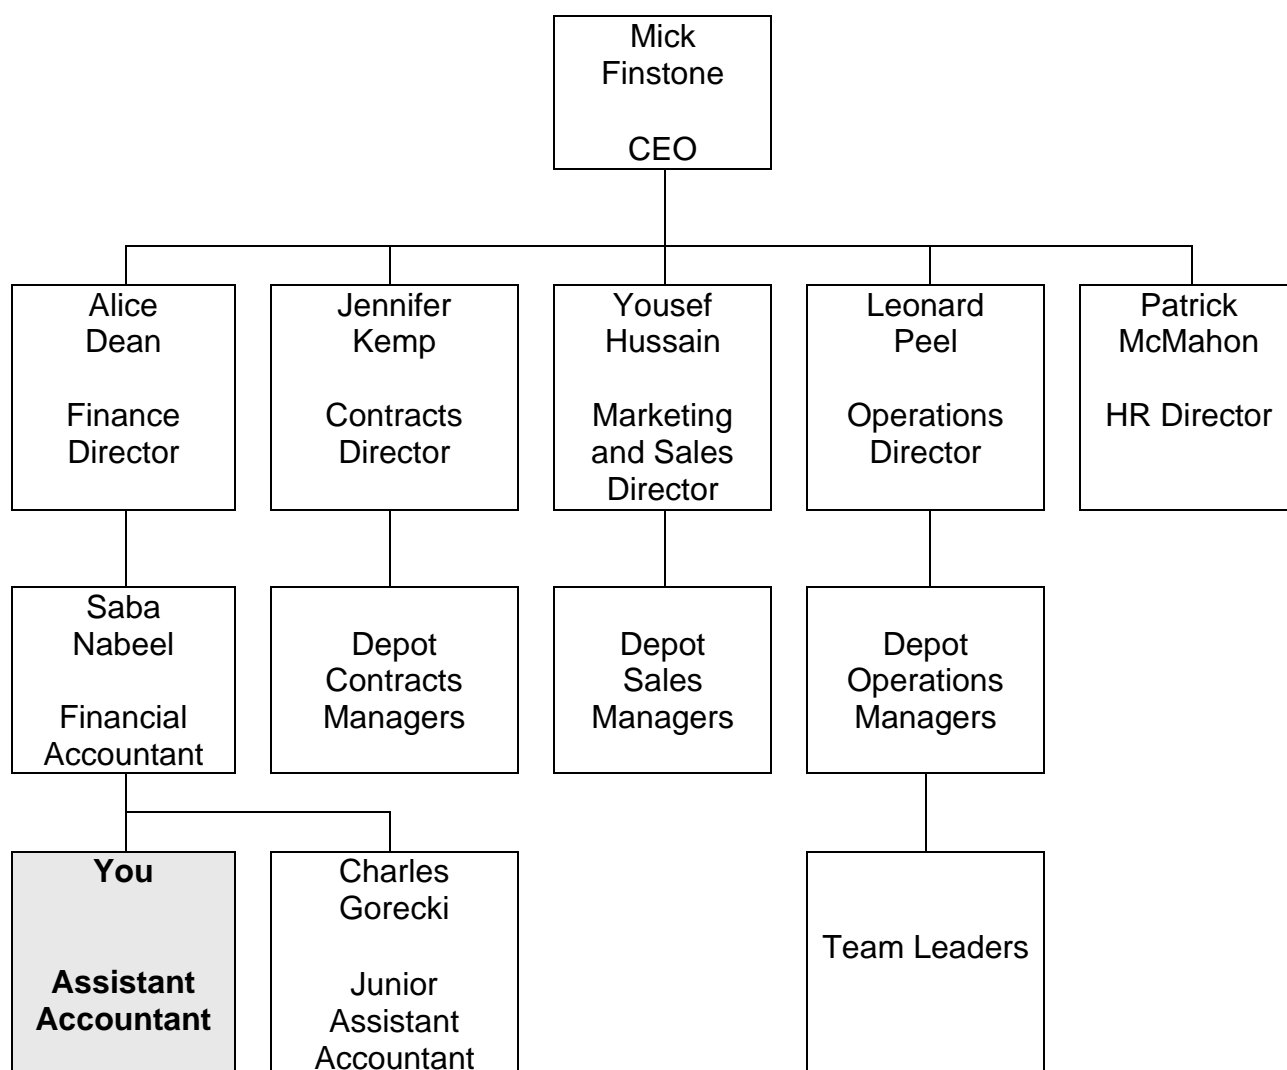 Mick
Finstone
CEO
Alice
Dean
Finance
Director
Jennifer
Kemp
Contracts
Director
Yousef
Hussain
Marketing
and Sales
Director
Leonard
Peel
Operations
Director
Patrick
McMahon
HR Director
Saba
Nabeel
Financial
Accountant
Depot
Contracts
Managers
Depot
Sales
Managers
Depot
Operations
Managers
You
Assistant
Accountant
Charles
Gorecki
Junior
Assistant
Accountant
Team Leaders